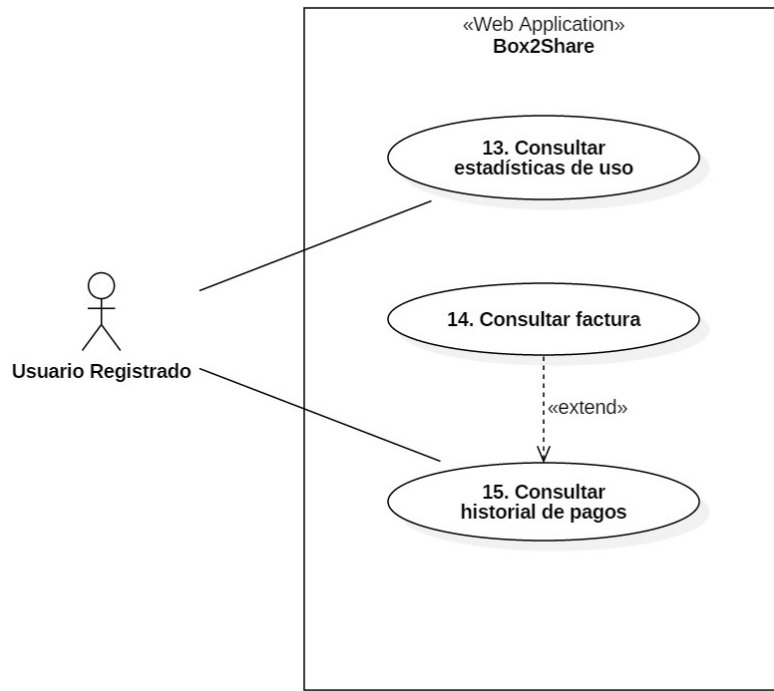 «Web Application»
Box2Share
13. Consultar
estadísticas de uso
14. Consultar factura
Usuario Registrado
«extend»
15. Consultar
historial de pagos